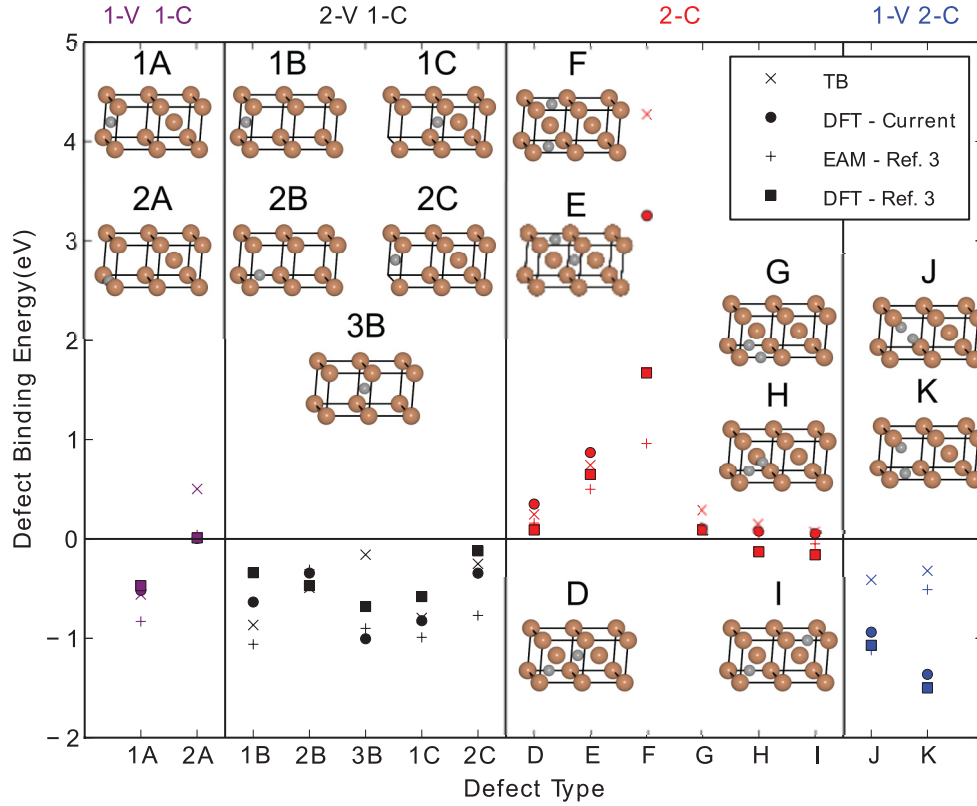 1-V 1-C 2-V 1-C 2-C 1-V 2-C
5
4
3
2
1
0
−1
−2
Defect Binding Energy(eV)
1A 1B 1C F
2A 2B 2C E
3B
G J
H K
D I
TB
DFT - Current
EAM - Ref. 3
DFT - Ref. 3
1A 2A 1B 2B 3B 1C 2C D E F G H I J K
Defect Type